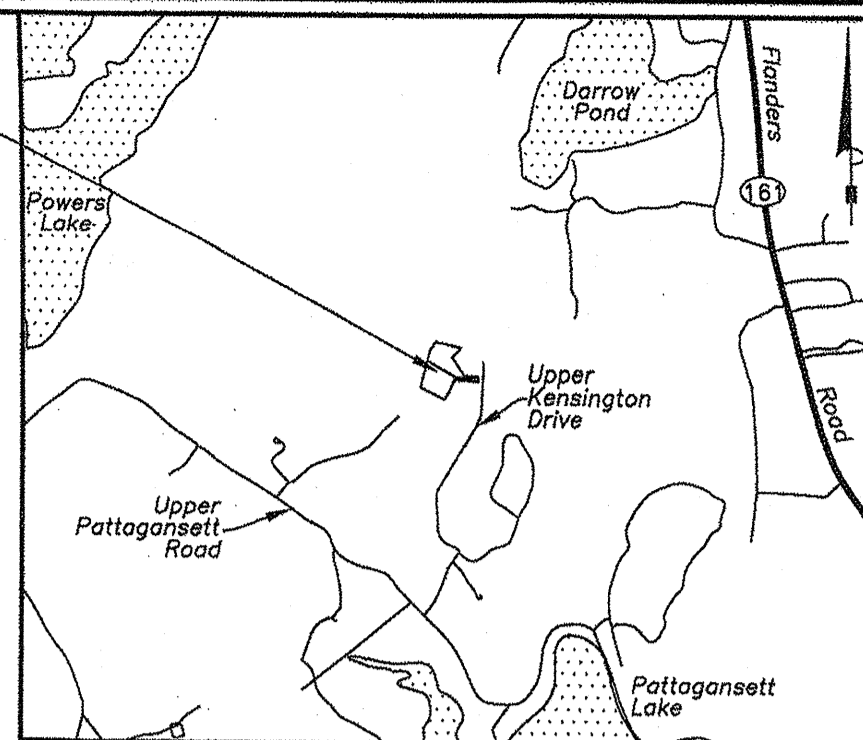 Darrow
Pond
Flanders
161
Powers
Lake
Upper
Kensington
Drive
Road
Upper
Pattagansett
Road
Pattagansett
Lake